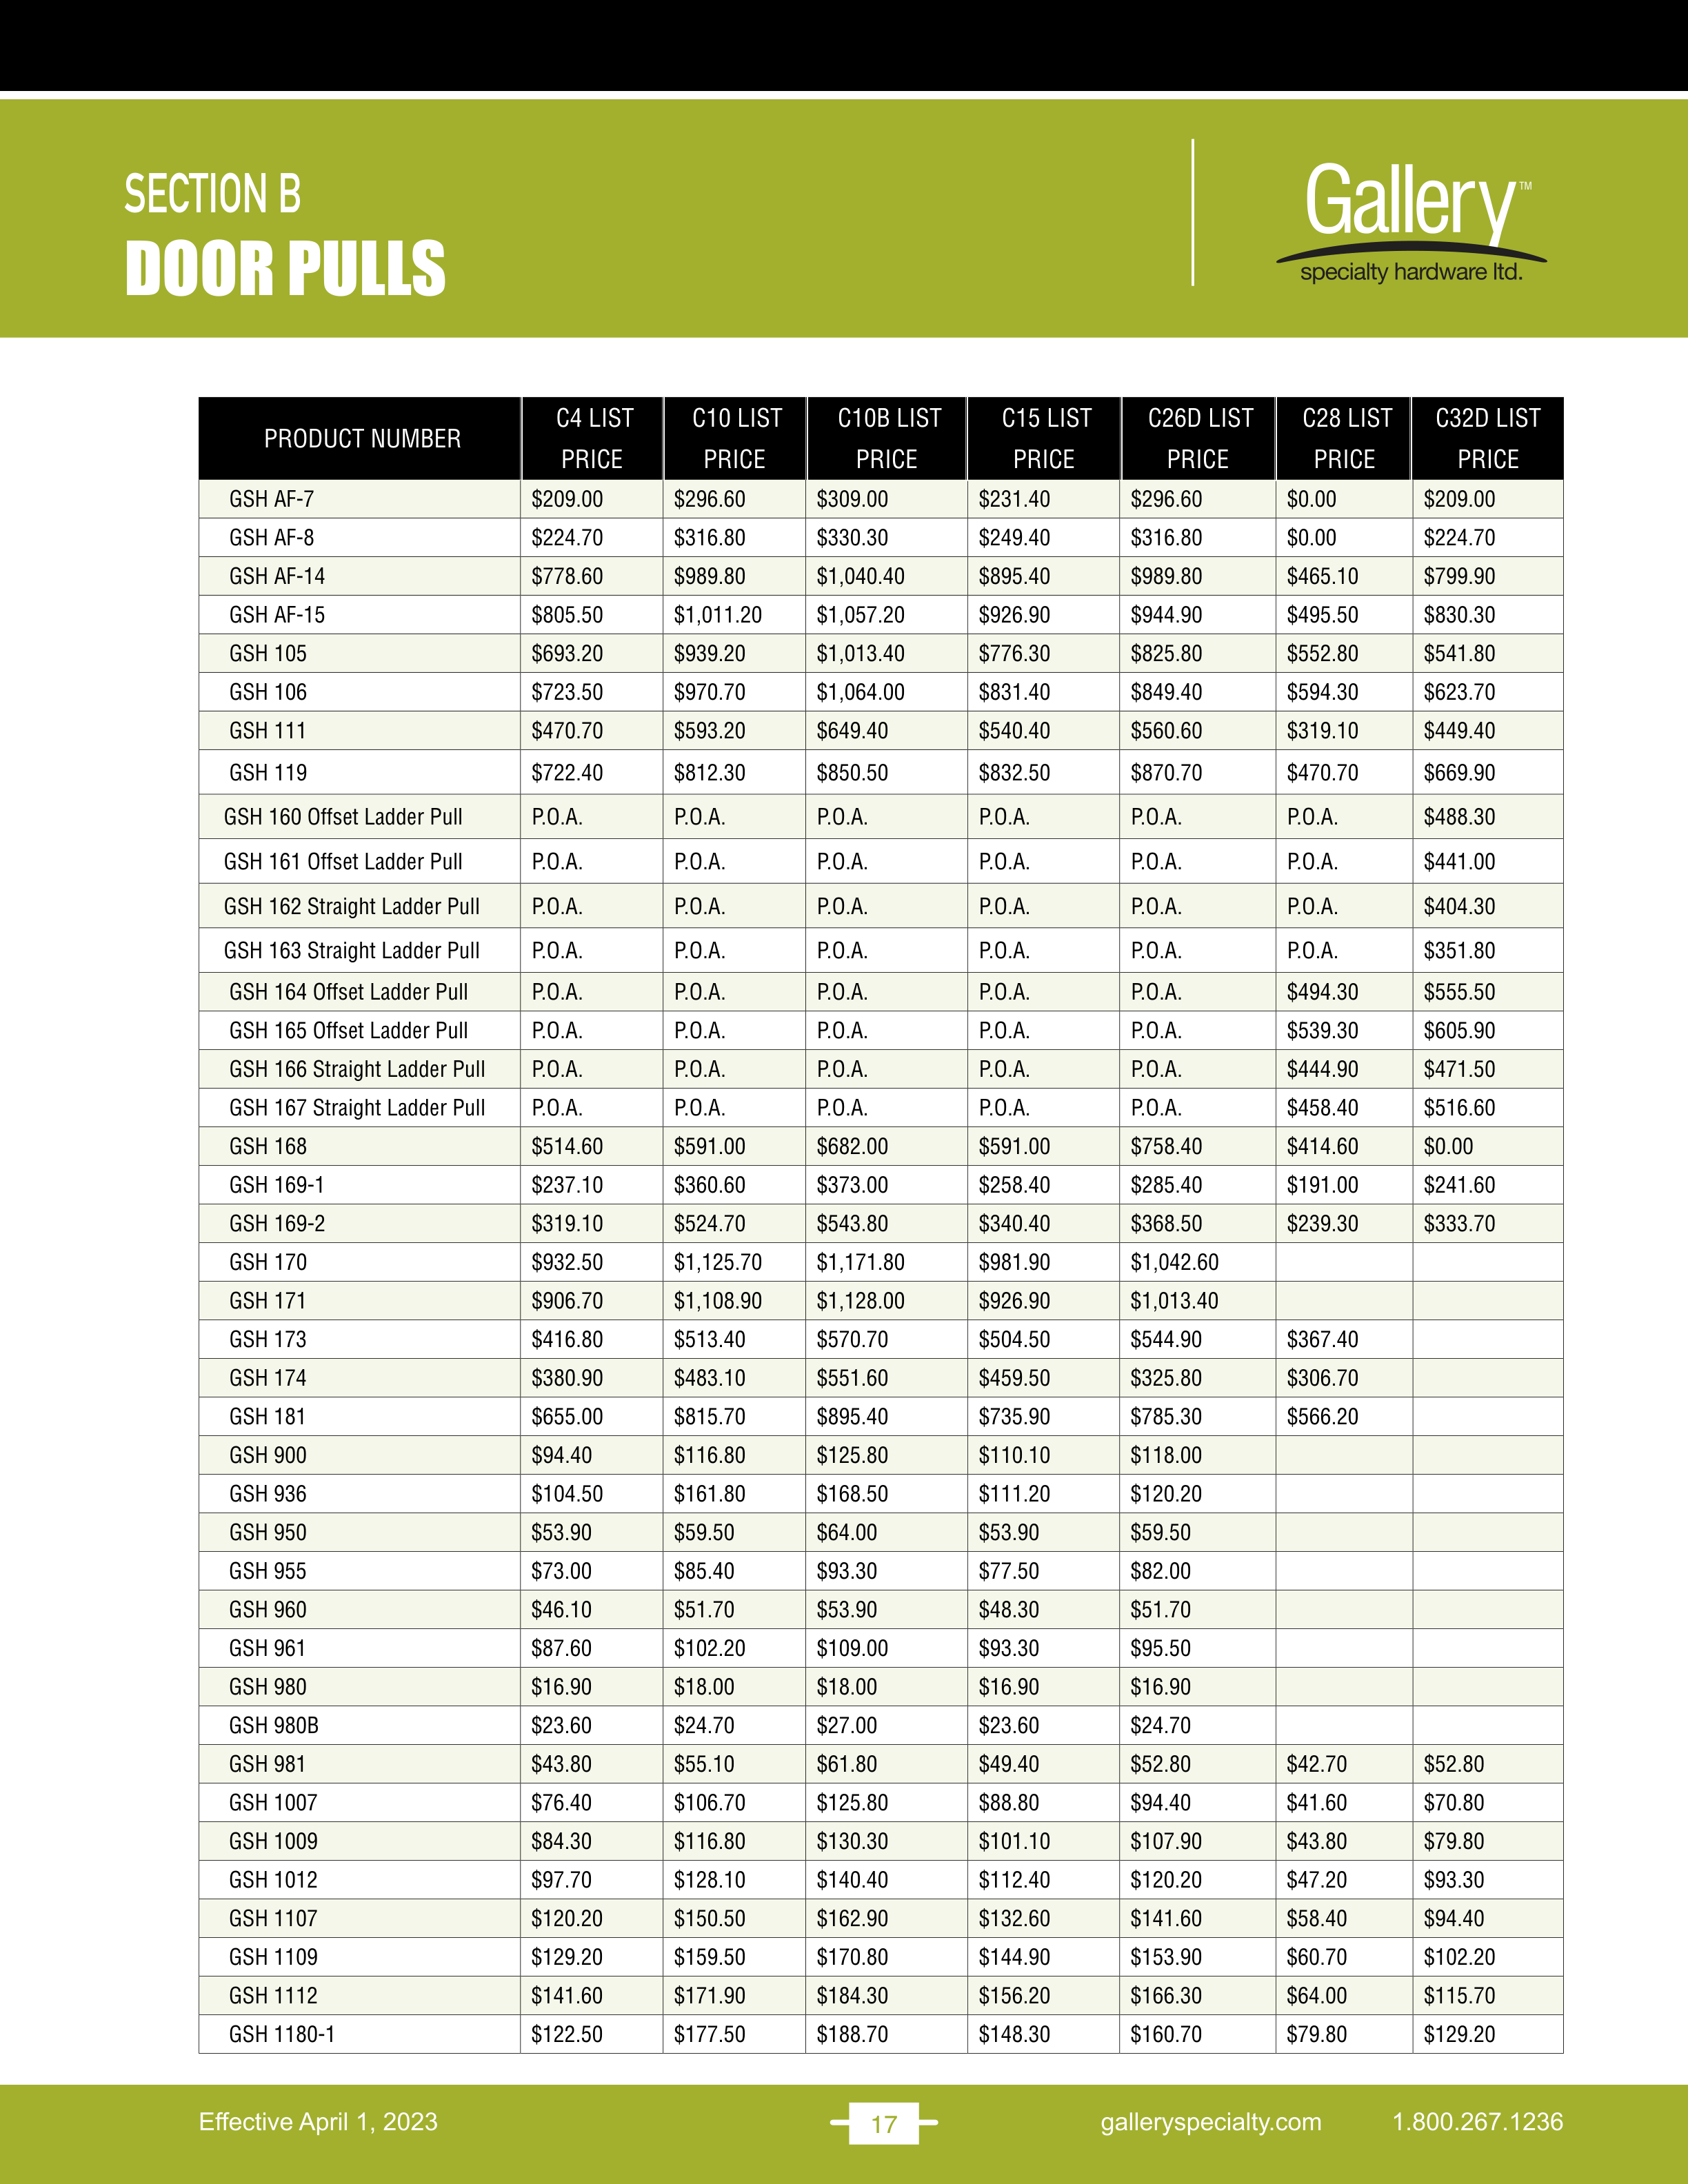 SECTION B
DOOR PULLS
Gallery™
specialty hardware ltd.
PRODUCT NUMBER C4 LIST PRICE C10 LIST PRICE C10B LIST PRICE C15 LIST PRICE C26D LIST PRICE C28 LIST PRICE C32D LIST PRICE
GSH AF-7 $209.00 $296.60 $309.00 $231.40 $296.60 $0.00 $209.00
GSH AF-8 $224.70 $316.80 $330.30 $249.40 $316.80 $0.00 $224.70
GSH AF-14 $778.60 $989.80 $1,040.40 $895.40 $989.80 $465.10 $799.90
GSH AF-15 $805.50 $1,011.20 $1,057.20 $926.90 $944.90 $495.50 $830.30
GSH 105 $693.20 $939.20 $1,013.40 $776.30 $825.80 $552.80 $541.80
GSH 106 $723.50 $970.70 $1,064.00 $831.40 $849.40 $594.30 $623.70
GSH 111 $470.70 $593.20 $649.40 $540.40 $560.60 $319.10 $449.40
GSH 119 $722.40 $812.30 $850.50 $832.50 $870.70 $470.70 $669.90
GSH 160 Offset Ladder Pull P.O.A. P.O.A. P.O.A. P.O.A. P.O.A. P.O.A. $488.30
GSH 161 Offset Ladder Pull P.O.A. P.O.A. P.O.A. P.O.A. P.O.A. P.O.A. $441.00
GSH 162 Straight Ladder Pull P.O.A. P.O.A. P.O.A. P.O.A. P.O.A. P.O.A. $404.30
GSH 163 Straight Ladder Pull P.O.A. P.O.A. P.O.A. P.O.A. P.O.A. P.O.A. $351.80
GSH 164 Offset Ladder Pull P.O.A. P.O.A. P.O.A. P.O.A. P.O.A. $494.30 $555.50
GSH 165 Offset Ladder Pull P.O.A. P.O.A. P.O.A. P.O.A. P.O.A. $539.30 $605.90
GSH 166 Straight Ladder Pull P.O.A. P.O.A. P.O.A. P.O.A. P.O.A. $444.90 $471.50
GSH 167 Straight Ladder Pull P.O.A. P.O.A. P.O.A. P.O.A. P.O.A. $458.40 $516.60
GSH 168 $514.60 $591.00 $682.00 $591.00 $758.40 $414.60 $0.00
GSH 169-1 $237.10 $360.60 $373.00 $258.40 $285.40 $191.00 $241.60
GSH 169-2 $319.10 $524.70 $543.80 $340.40 $368.50 $239.30 $333.70
GSH 170 $932.50 $1,125.70 $1,171.80 $981.90 $1,042.60
GSH 171 $906.70 $1,108.90 $1,128.00 $926.90 $1,013.40
GSH 173 $416.80 $513.40 $570.70 $504.50 $544.90 $367.40
GSH 174 $380.90 $483.10 $551.60 $459.50 $325.80 $306.70
GSH 181 $655.00 $815.70 $895.40 $735.90 $785.30 $566.20
GSH 900 $94.40 $116.80 $125.80 $110.10 $118.00
GSH 936 $104.50 $161.80 $168.50 $111.20 $120.20
GSH 950 $53.90 $59.50 $64.00 $53.90 $59.50
GSH 955 $73.00 $85.40 $93.30 $77.50 $82.00
GSH 960 $46.10 $51.70 $53.90 $48.30 $51.70
GSH 961 $87.60 $102.20 $109.00 $93.30 $95.50
GSH 980 $16.90 $18.00 $18.00 $16.90 $16.90
GSH 980B $23.60 $24.70 $27.00 $23.60 $24.70
GSH 981 $43.80 $55.10 $61.80 $49.40 $52.80 $42.70 $52.80
GSH 1007 $76.40 $106.70 $125.80 $88.80 $94.40 $41.60 $70.80
GSH 1009 $84.30 $116.80 $130.30 $101.10 $107.90 $43.80 $79.80
GSH 1012 $97.70 $128.10 $140.40 $112.40 $120.20 $47.20 $93.30
GSH 1107 $120.20 $150.50 $162.90 $132.60 $141.60 $58.40 $94.40
GSH 1109 $129.20 $159.50 $170.80 $144.90 $153.90 $60.70 $102.20
GSH 1112 $141.60 $171.90 $184.30 $156.20 $166.30 $64.00 $115.70
GSH 1180-1 $122.50 $177.50 $188.70 $148.30 $160.70 $79.80 $129.20
Effective April 1, 2023 17 galleryspecialty.com 1.800.267.1236